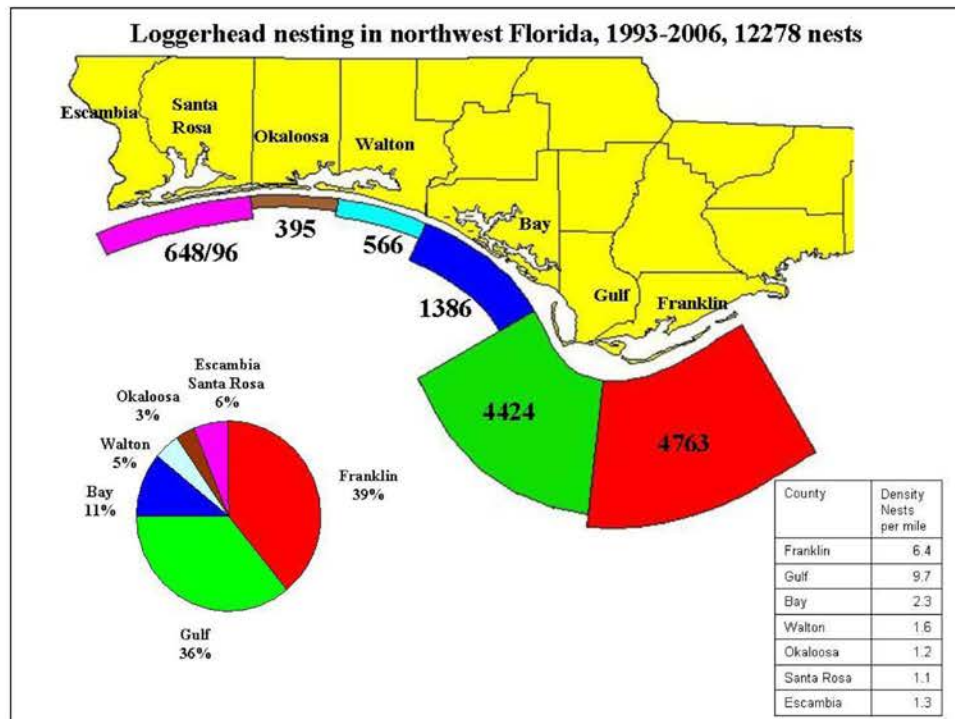 Loggerhead nesting in northwest Florida, 1993-2006, 12278 nests
Escambia
Santa
Rosa
Okaloosa
Walton
Bay
Gulf
Franklin
648/96
395
566
1386
4424
4763
Escambia
Santa Rosa
6%
Okaloosa
3%
Walton
5%
Bay
11%
Franklin
39%
Gulf
36%
County Density
Nests
per mile
Franklin 6.4
Gulf 9.7
Bay 2.3
Walton 1.6
Okaloosa 1.2
Santa Rosa 1.1
Escambia 1.3